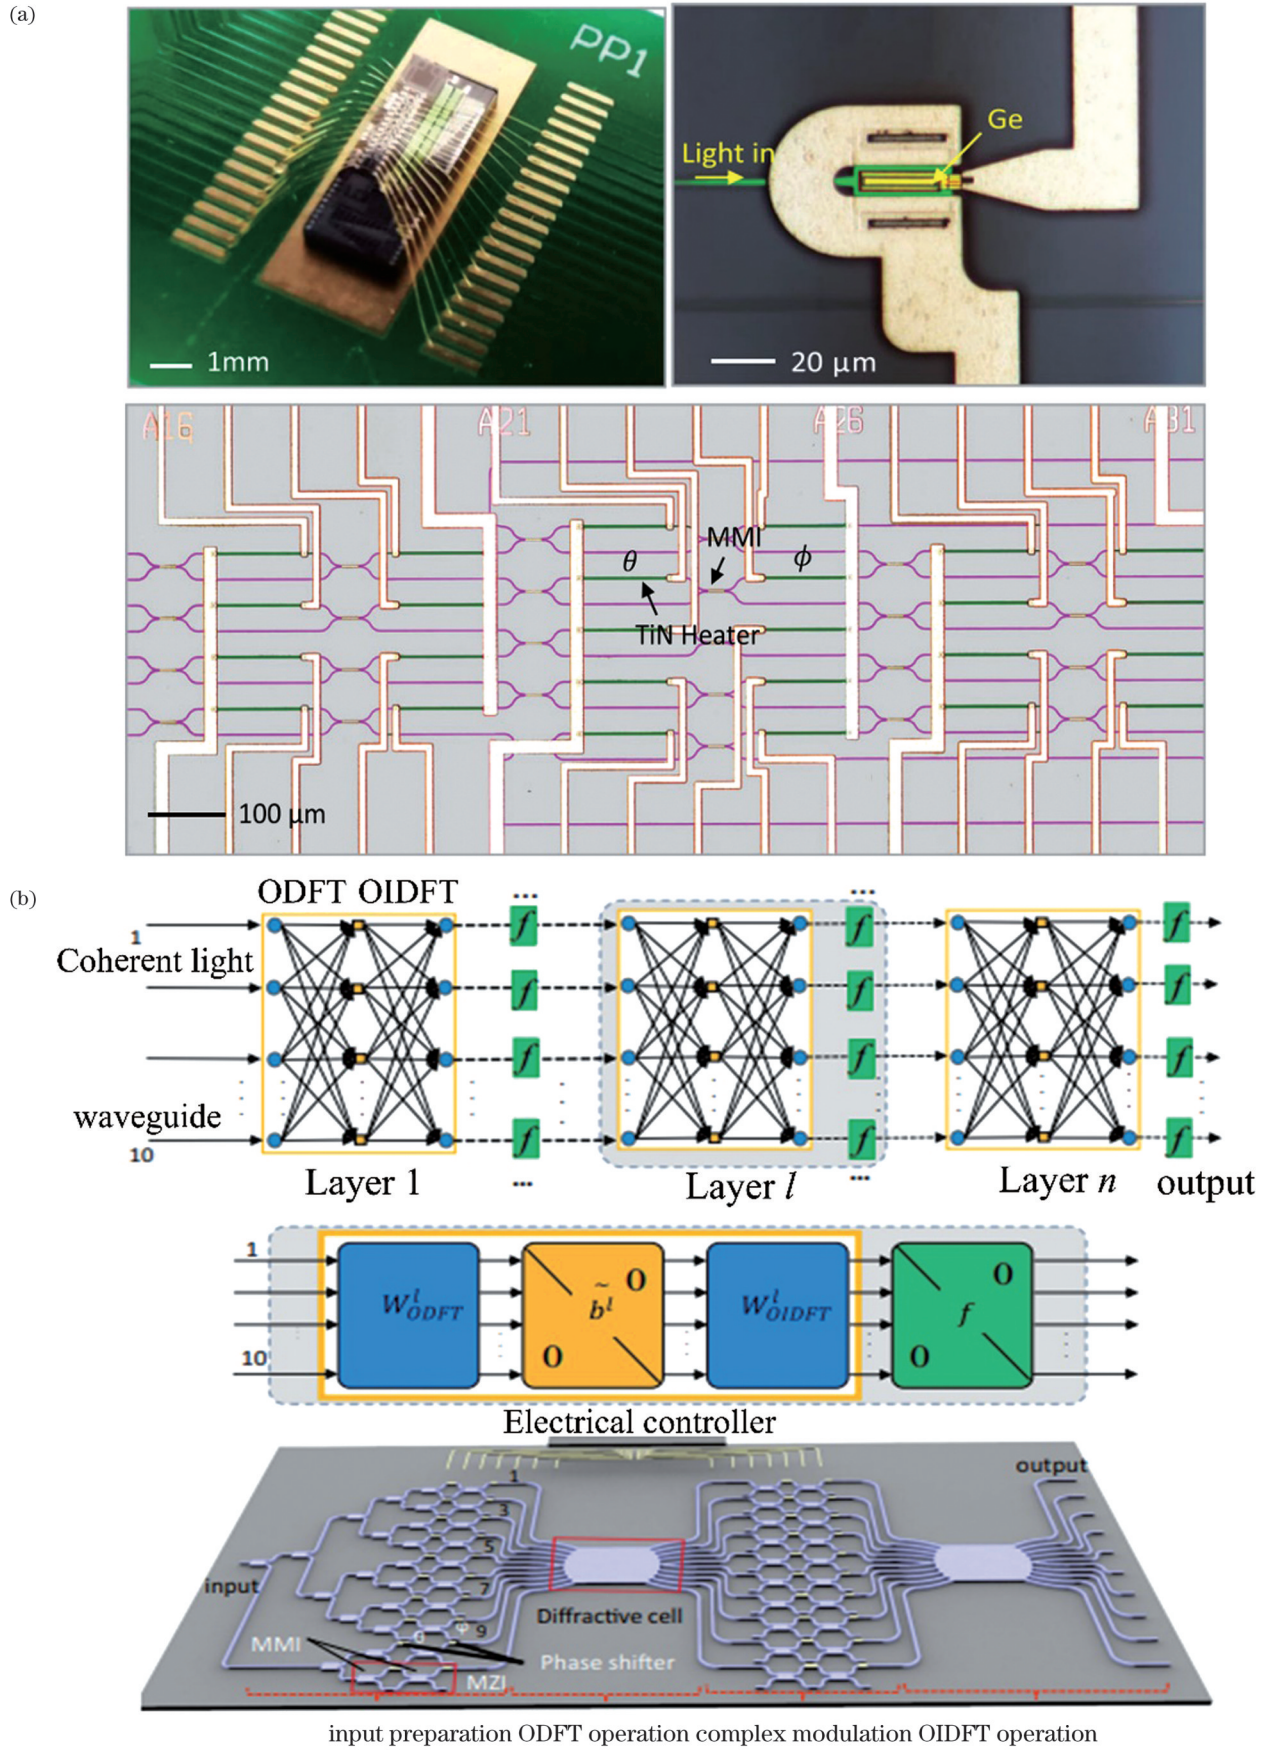 (a)
PP1
1mm
Light in
Ge
20 μm
A16
A21
A26
A31
θ
MMI
ϕ
TiN Heater
100 μm
(b)
ODFT OIDFT
...
...
1
f
f
f
Coherent light
f
f
f
f
f
f
waveguide
10
f
f
f
...
...
Layer 1
Layer l
Layer n
output
1
10
W^l_ODFT
0
b̃^l
0
W^l_OIDFT
0
f
0
Electrical controller
1
3
5
7
9
output
input
Diffractive cell
θ
φ
MMI
Phase shifter
MZI
input preparation ODFT operation complex modulation OIDFT operation